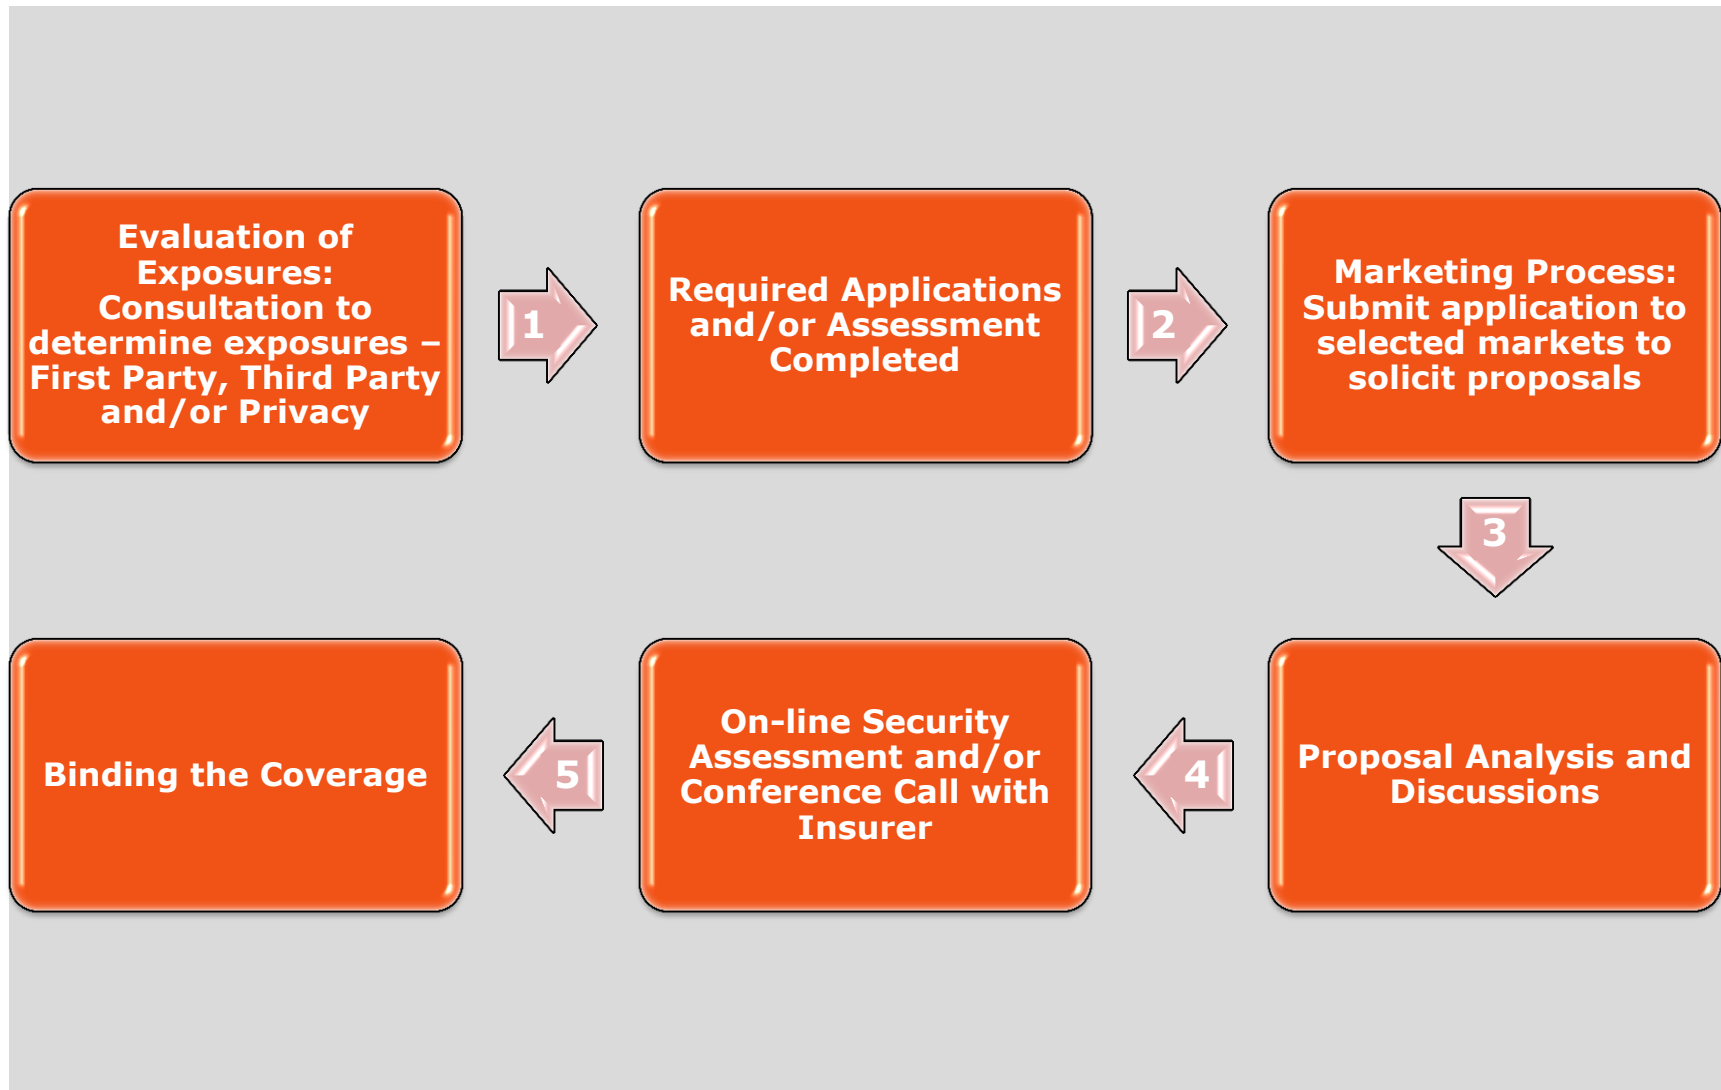 Evaluation of
Exposures:
Consultation to
determine exposures –
First Party, Third Party
and/or Privacy
1
Required Applications
and/or Assessment
Completed
2
Marketing Process:
Submit application to
selected markets to
solicit proposals
3
Proposal Analysis and
Discussions
4
On-line Security
Assessment and/or
Conference Call with
Insurer
5
Binding the Coverage